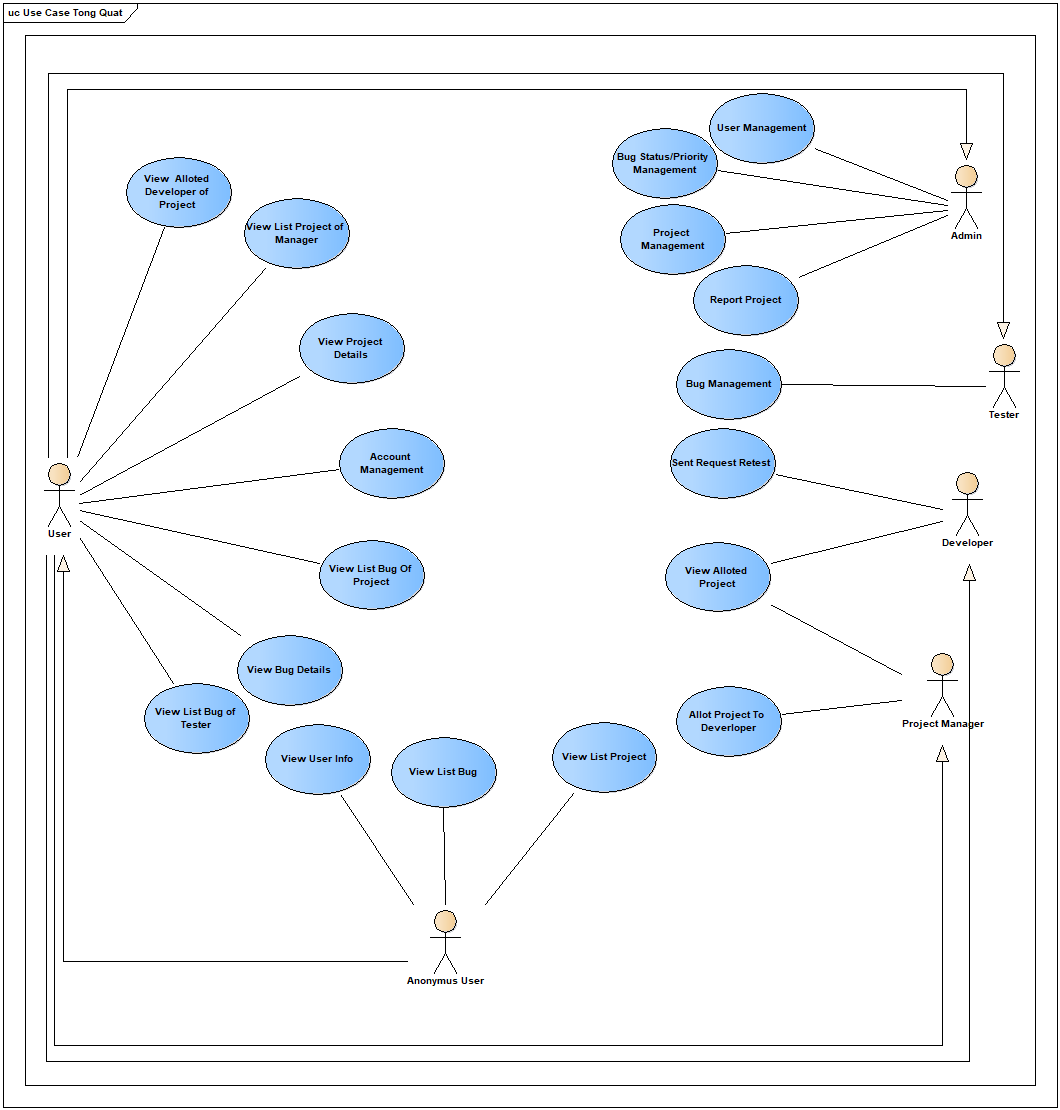 uc Use Case Tong Quat
User Management
Bug Status/Priority
Management
View Alloted
Developer of
Project
Admin
View List Project of
Manager
Project
Management
Report Project
View Project
Details
Bug Management
Tester
Account
Management
Sent Request Retest
User
Developer
View List Bug Of
Project
View Alloted
Project
View Bug Details
View List Bug of
Tester
Allot Project To
Deverloper
Project Manager
View User Info
View List Bug
View List Project
Anonymus User